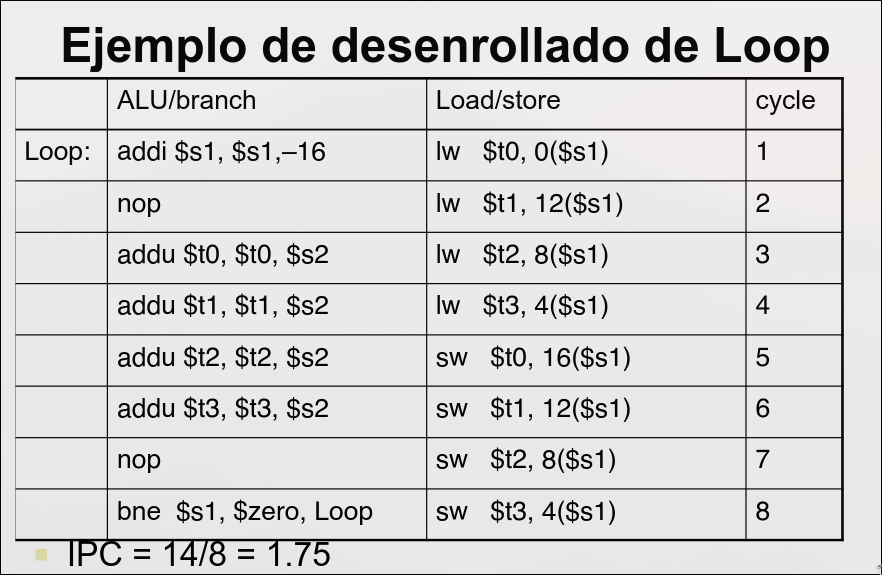 Ejemplo de desenrollado de Loop
ALU/branch Load/store cycle
Loop: addi $s1, $s1,–16 lw $t0, 0($s1) 1
nop lw $t1, 12($s1) 2
addu $t0, $t0, $s2 lw $t2, 8($s1) 3
addu $t1, $t1, $s2 lw $t3, 4($s1) 4
addu $t2, $t2, $s2 sw $t0, 16($s1) 5
addu $t3, $t3, $s2 sw $t1, 12($s1) 6
nop sw $t2, 8($s1) 7
bne $s1, $zero, Loop sw $t3, 4($s1) 8
IPC = 14/8 = 1.75